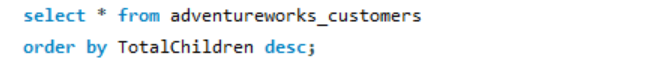 select * from adventureworks_customers
order by TotalChildren desc;